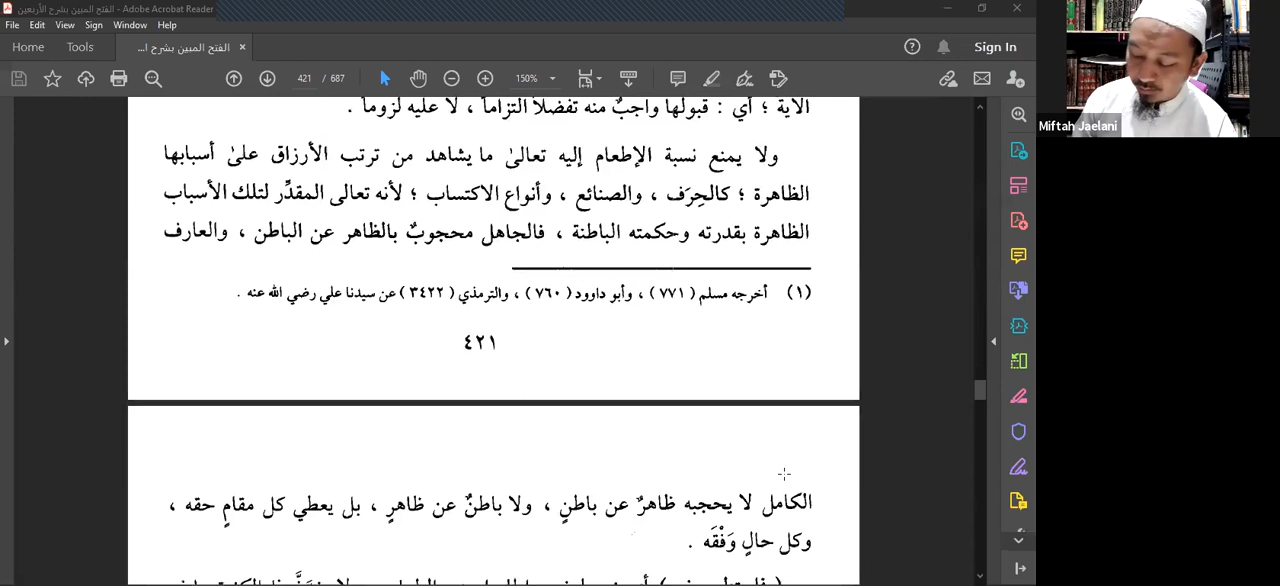 الفتح المبين بشرح الأربعين - Adobe Acrobat Reader
File Edit View Sign Window Help
Home Tools الفتح المبين بشرح ا... × Sign In
421 / 687 150%
الآية ؛ أي : قبولها واجبٌ منه تفضلاً التزاماً ، لا عليه لزوماً .
ولا يمنع نسبة الإطعام إليه تعالىٰ ما يشاهد من ترتب الأرزاق علىٰ أسبابها
الظاهرة ؛ كالحِرَف ، والصنائع ، وأنواع الاكتساب ؛ لأنه تعالى المقدِّر لتلك الأسباب
الظاهرة بقدرته وحكمته الباطنة ، فالجاهل محجوبٌ بالظاهر عن الباطن ، والعارف
(١) أخرجه مسلم ( ٧٧١ ) ، وأبو داوود ( ٧٦٠ ) ، والترمذي ( ٣٤٢٢ ) عن سيدنا علي رضي الله عنه .
٤٢١
الكامل لا يحجبه ظاهرٌ عن باطنٍ ، ولا باطنٌ عن ظاهرٍ ، بل يعطي كل مقامٍ حقه ،
وكل حالٍ وَفْقَه .
Miftah Jaelani